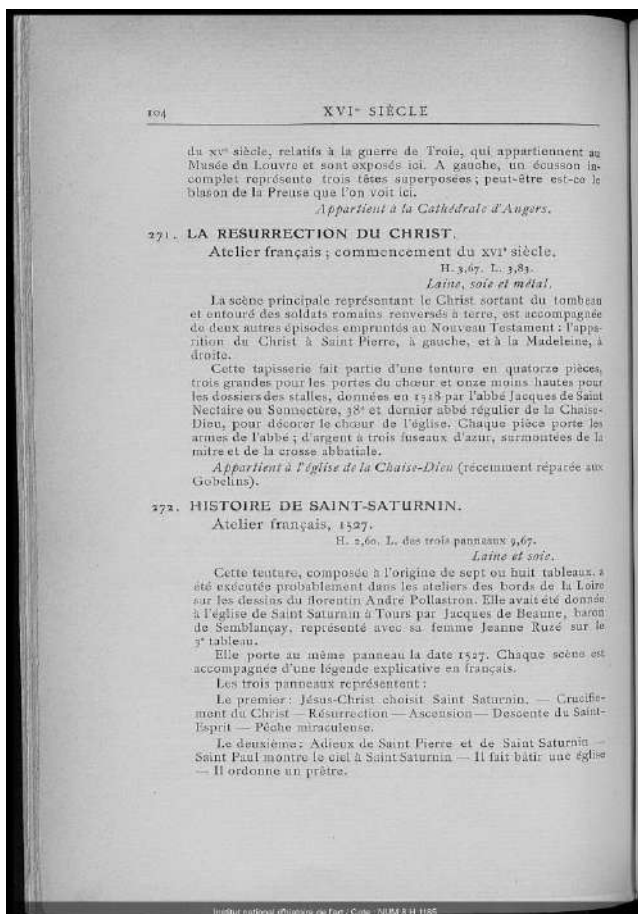 104
XVIe SIÈCLE
du XVe siècle, relatifs à la guerre de Troie, qui appartiennent au
Musée du Louvre et sont exposés ici. A gauche, un écusson in-
complet représente trois têtes superposées ; peut-être est-ce le
blason de la Preuse que l'on voit ici.
Appartient à la Cathédrale d'Angers.
271. LA RESURRECTION DU CHRIST.
Atelier français ; commencement du XVIe siècle.
H. 3,67. L. 3,83.
Laine, soie et métal.
La scène principale représentant le Christ sortant du tombeau
et entouré des soldats romains renversés à terre, est accompagnée
de deux autres épisodes empruntés au Nouveau Testament : l'appa-
rition du Christ à Saint Pierre, à gauche, et à la Madeleine, à
droite.
Cette tapisserie fait partie d'une tenture en quatorze pièces,
trois grandes pour les portes du chœur et onze moins hautes pour
les dossiers des stalles, données en 1518 par l'abbé Jacques de Saint
Nectaire ou Sennectère, 38e et dernier abbé régulier de la Chaise-
Dieu, pour décorer le chœur de l'église. Chaque pièce porte les
armes de l'abbé ; d'argent à trois fuseaux d'azur, surmontées de la
mitre et de la crosse abbatiale.
Appartient à l'église de la Chaise-Dieu (récemment réparée aux
Gobelins).
272. HISTOIRE DE SAINT-SATURNIN.
Atelier français, 1527.
H. 2,60. L. des trois panneaux 9,67.
Laine et soie.
Cette tenture, composée à l'origine de sept ou huit tableaux, a
été exécutée probablement dans les ateliers des bords de la Loire
sur les dessins du florentin André Pollastron. Elle avait été donnée
à l'église de Saint Saturnin à Tours par Jacques de Beaune, baron
de Semblançay, représenté avec sa femme Jeanne Ruzé sur le
3e tableau.
Elle porte au même panneau la date 1527. Chaque scène est
accompagnée d'une légende explicative en français.
Les trois panneaux représentent :
Le premier : Jésus-Christ choisit Saint Saturnin. — Crucifie-
ment du Christ — Résurrection — Ascension — Descente du Saint-
Esprit — Pêche miraculeuse.
Le deuxième : Adieux de Saint Pierre et de Saint Saturnin —
Saint Paul montre le ciel à Saint Saturnin — Il fait bâtir une église
— Il ordonne un prêtre.
Institut national d'histoire de l'art / Cote : NUM 8 H 1165